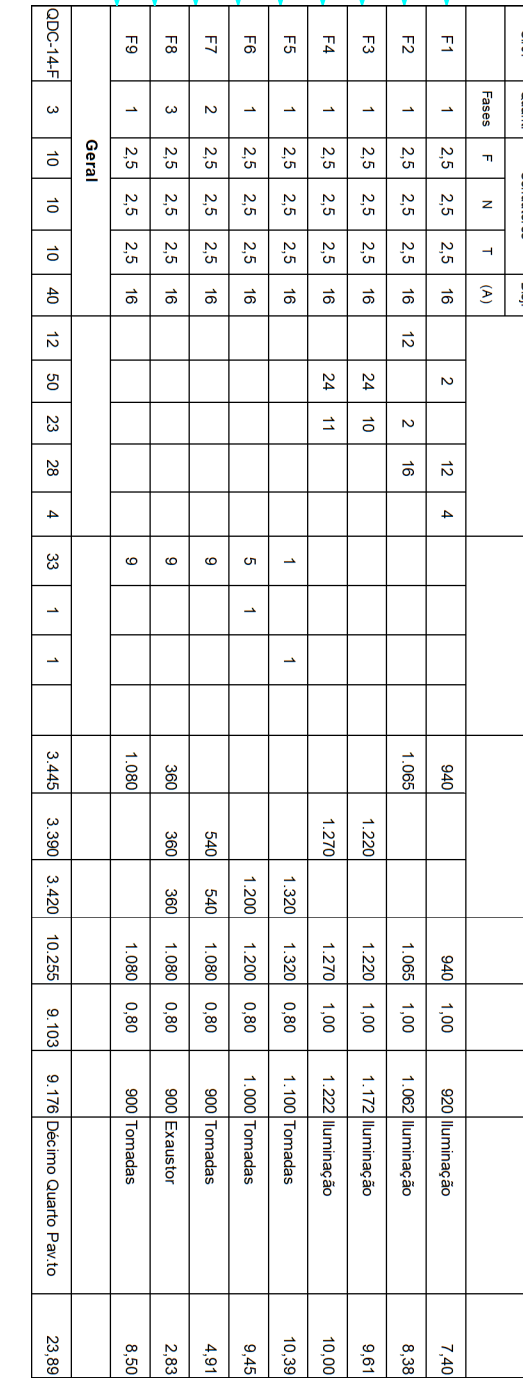 Fases F N T (A)
F1 1 2,5 2,5 2,5 16 2 12 4 940 940 1,00 920 Iluminação 7,40
F2 1 2,5 2,5 2,5 16 12 2 16 1.065 1.065 1,00 1.062 Iluminação 8,38
F3 1 2,5 2,5 2,5 16 24 10 1.220 1.220 1,00 1.172 Iluminação 9,61
F4 1 2,5 2,5 2,5 16 24 11 1.270 1.270 1,00 1.222 Iluminação 10,00
F5 1 2,5 2,5 2,5 16 1 1 1.320 1.320 0,80 1.100 Tomadas 10,39
F6 1 2,5 2,5 2,5 16 5 1 1.200 1.200 0,80 1.000 Tomadas 9,45
F7 2 2,5 2,5 2,5 16 9 540 540 1.080 0,80 900 Tomadas 4,91
F8 3 2,5 2,5 2,5 16 9 360 360 360 1.080 0,80 900 Exaustor 2,83
F9 1 2,5 2,5 2,5 16 9 1.080 1.080 0,80 900 Tomadas 8,50
Geral
QDC-14-F 3 10 10 10 40 12 50 23 28 4 33 1 1 3.445 3.390 3.420 10.255 9.103 9.176 Décimo Quarto Pav.to 23,89